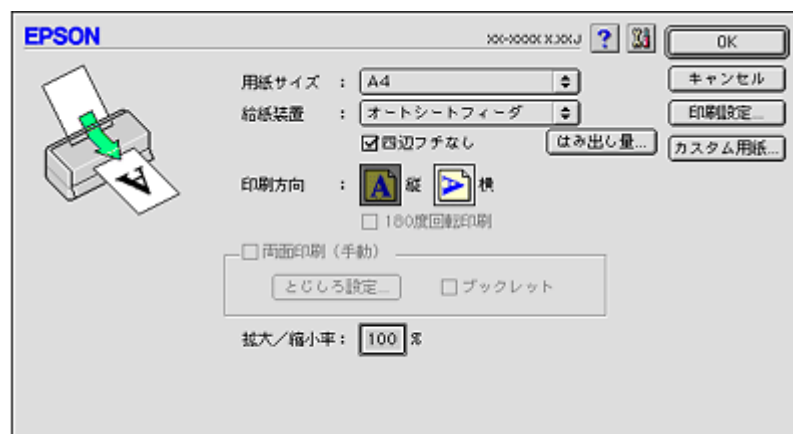 EPSON
XX-XXXX X.XXJ ? OK
用紙サイズ : A4 キャンセル
給紙装置 : オートシートフィーダ 印刷設定...
四辺フチなし はみ出し量... カスタム用紙...
印刷方向 : 縦 横
180度回転印刷
両面印刷（手動）
とじしろ設定... ブックレット
拡大／縮小率： 100 %
A